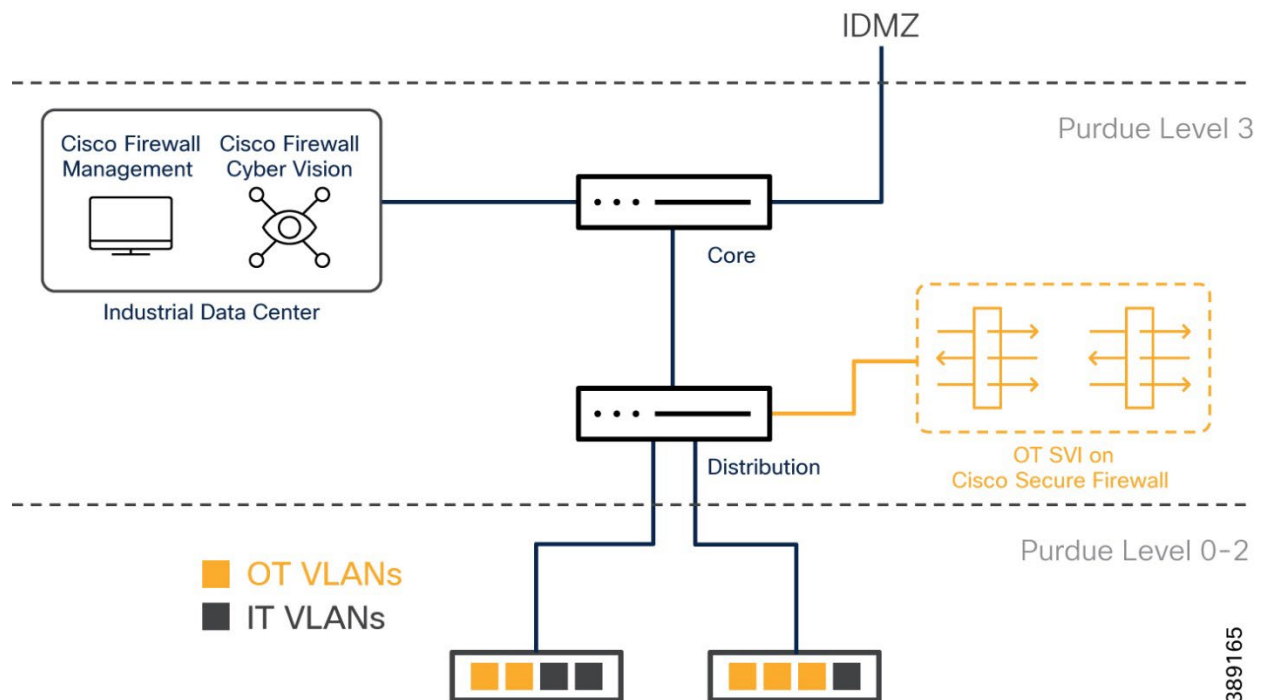 IDMZ
Purdue Level 3
Cisco Firewall
Management
Cisco Firewall
Cyber Vision
Industrial Data Center
Core
Distribution
OT SVI on
Cisco Secure Firewall
Purdue Level 0-2
OT VLANs
IT VLANs
389165